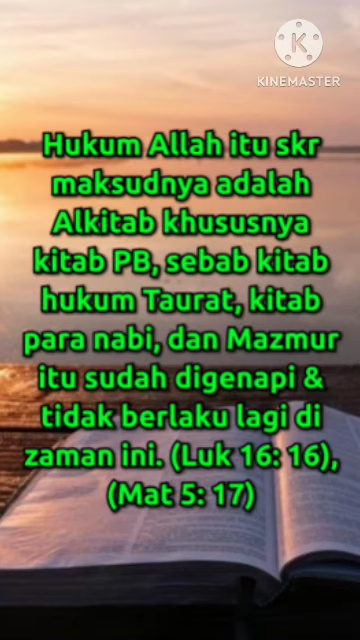 KINEMASTER
Hukum Allah itu skr
maksudnya adalah
Alkitab khususnya
kitab PB, sebab kitab
hukum Taurat, kitab
para nabi, dan Mazmur
itu sudah digenapi &
tidak berlaku lagi di
zaman ini. (Luk 16: 16),
(Mat 5: 17)